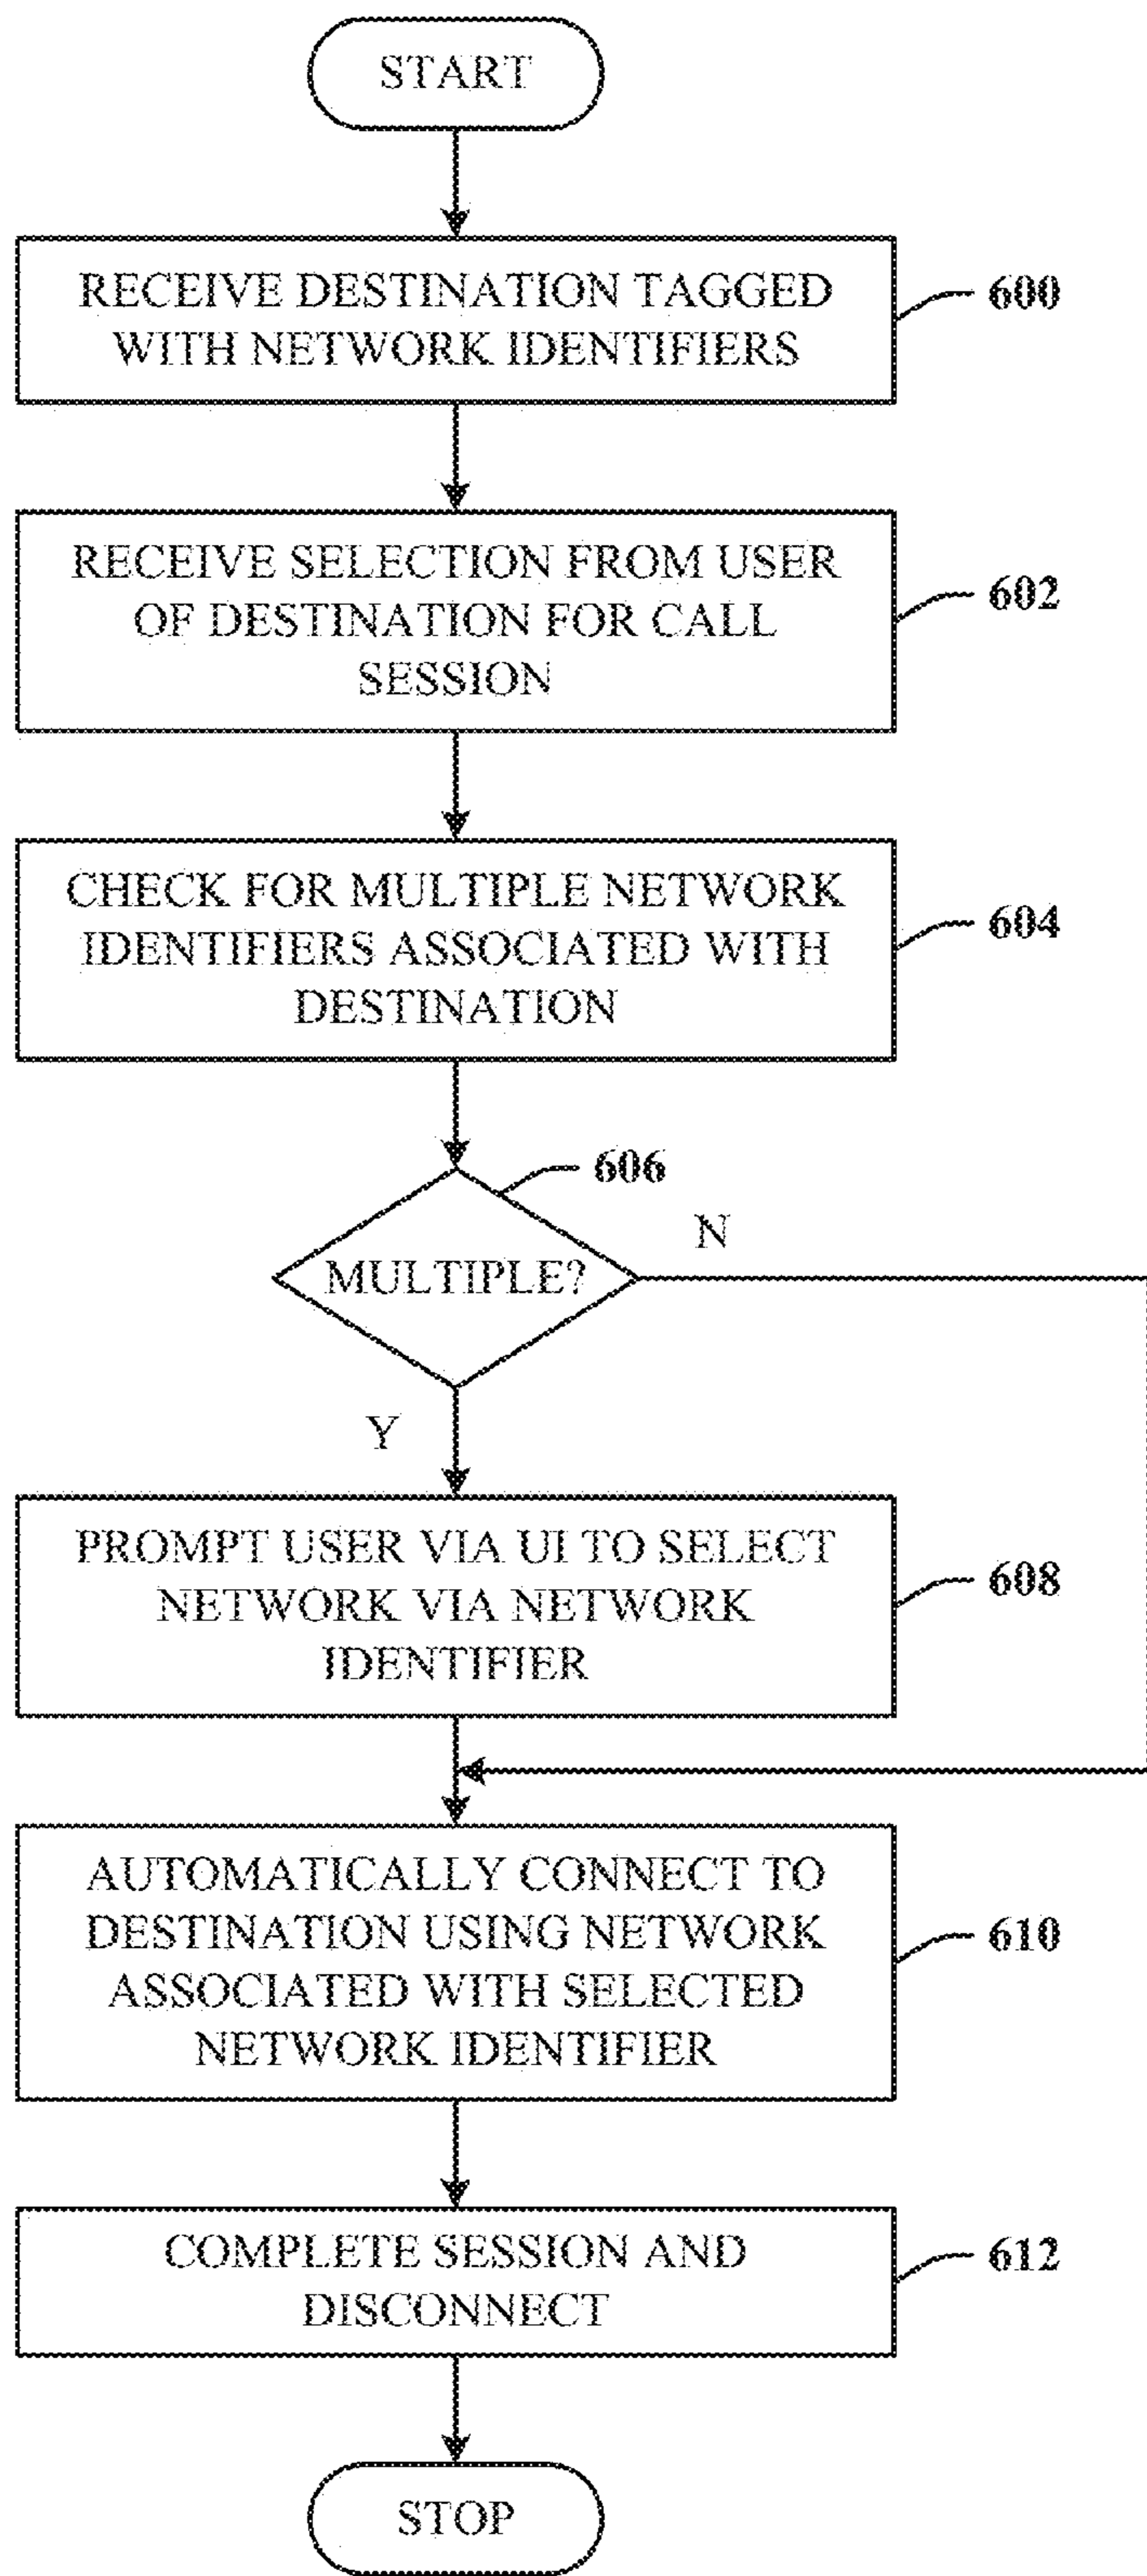 START
RECEIVE DESTINATION TAGGED
WITH NETWORK IDENTIFIERS
600
RECEIVE SELECTION FROM USER
OF DESTINATION FOR CALL
SESSION
602
CHECK FOR MULTIPLE NETWORK
IDENTIFIERS ASSOCIATED WITH
DESTINATION
604
606
MULTIPLE?
N
Y
PROMPT USER VIA UI TO SELECT
NETWORK VIA NETWORK
IDENTIFIER
608
AUTOMATICALLY CONNECT TO
DESTINATION USING NETWORK
ASSOCIATED WITH SELECTED
NETWORK IDENTIFIER
610
COMPLETE SESSION AND
DISCONNECT
612
STOP